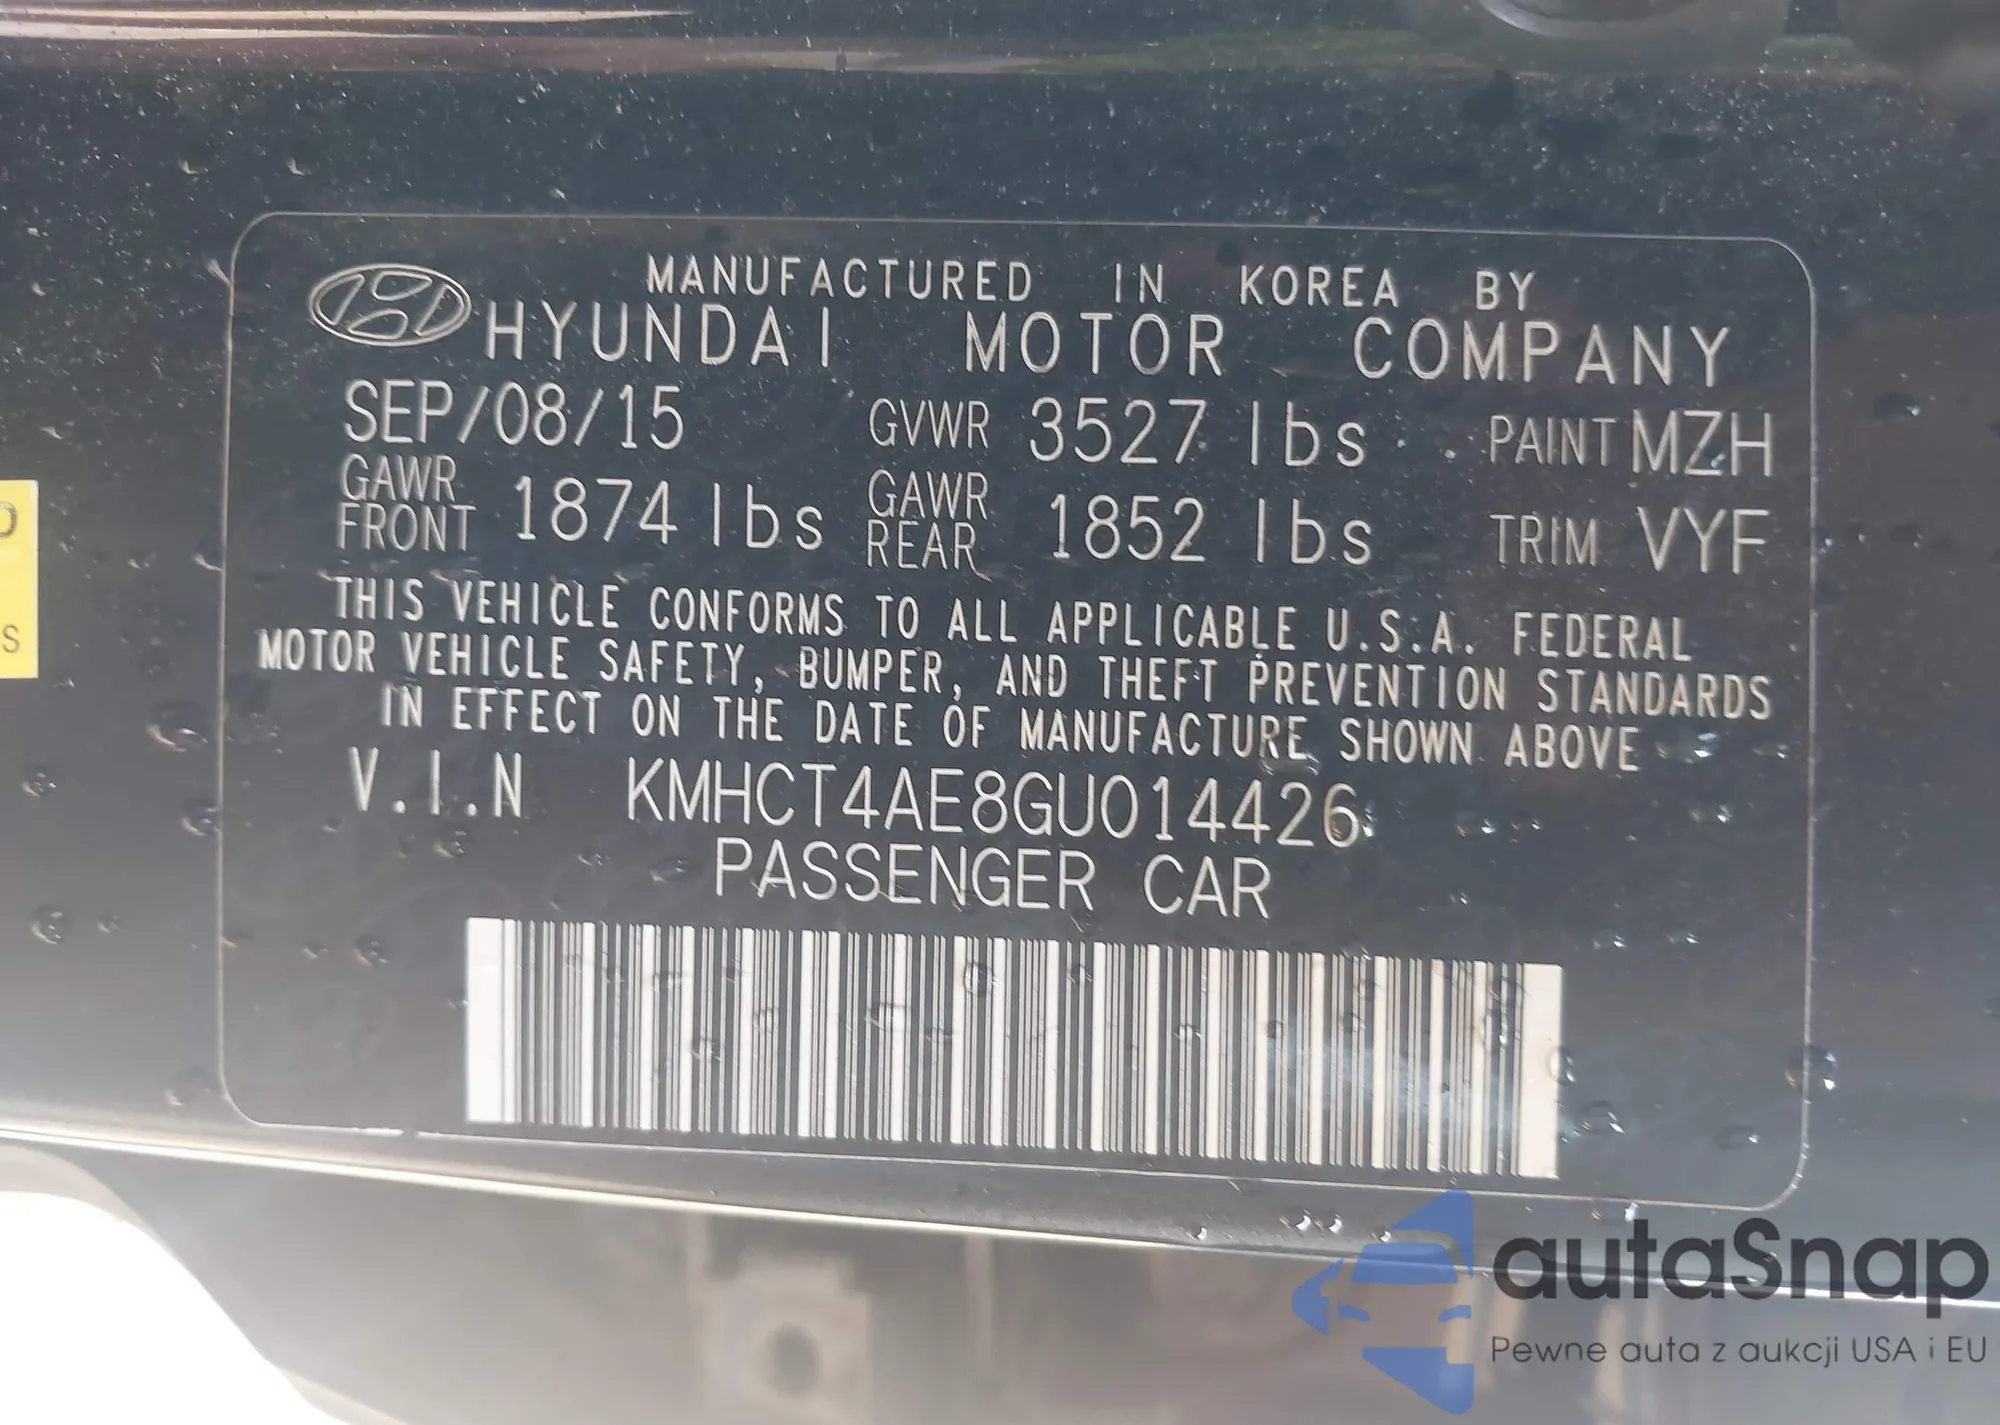 MANUFACTURED IN KOREA BY
HYUNDAI MOTOR COMPANY
SEP/08/15 GVWR 3527 lbs PAINT MZH
GAWR FRONT 1874 lbs GAWR REAR 1852 lbs TRIM VYF
THIS VEHICLE CONFORMS TO ALL APPLICABLE U.S.A. FEDERAL
MOTOR VEHICLE SAFETY, BUMPER, AND THEFT PREVENTION STANDARDS
IN EFFECT ON THE DATE OF MANUFACTURE SHOWN ABOVE
V.I.N KMHCT4AE8GU014426
PASSENGER CAR
autaSnap
Pewne auta z aukcji USA i EU